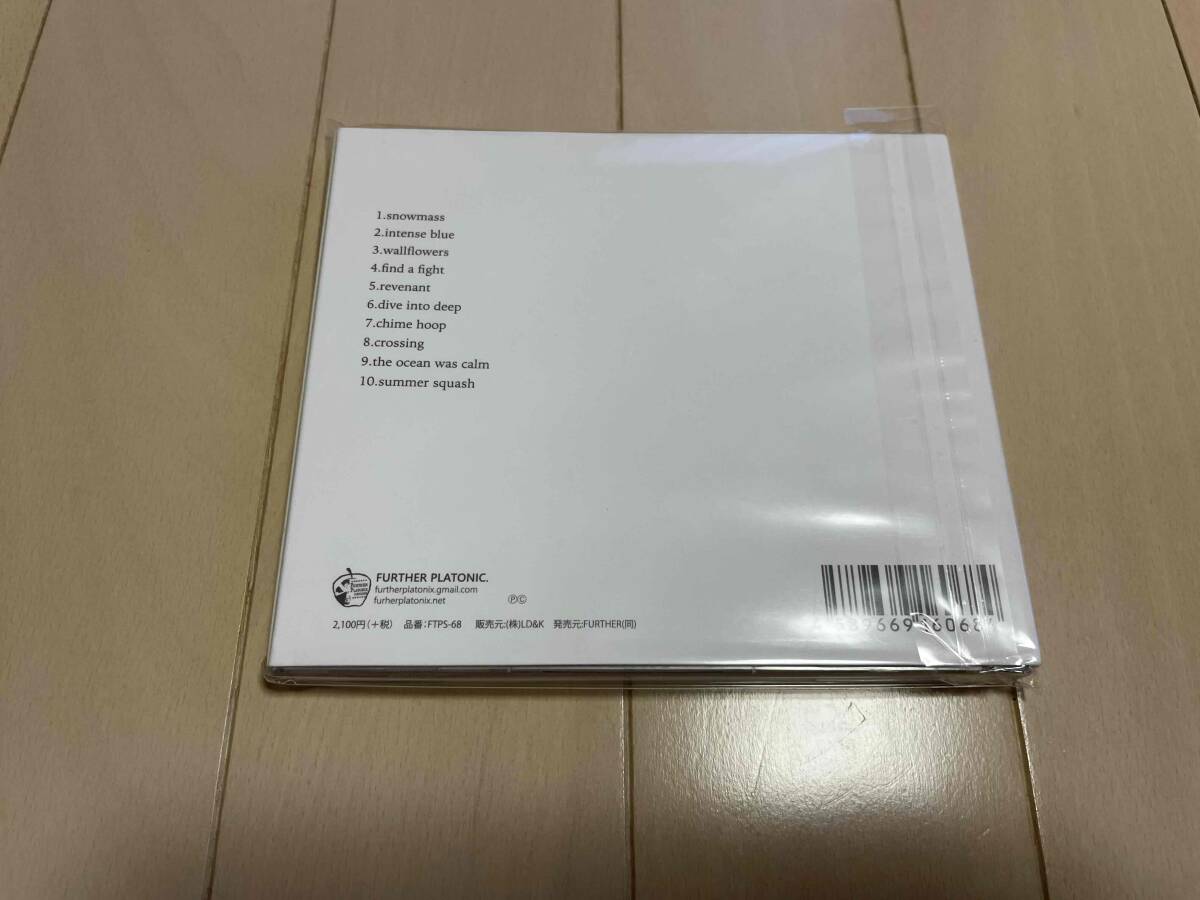 1.snowmass
2.intense blue
3.wallflowers
4.find a fight
5.revenant
6.dive into deep
7.chime hoop
8.crossing
9.the ocean was calm
10.summer squash
FURTHER PLATONIC.
furtherplatonix.gmail.com
furherplatonix.net
ⓅⒸ
2,100円(+税) 品番:FTPS-68 販売元;(株)LD&K 発売元;FURTHER(同)